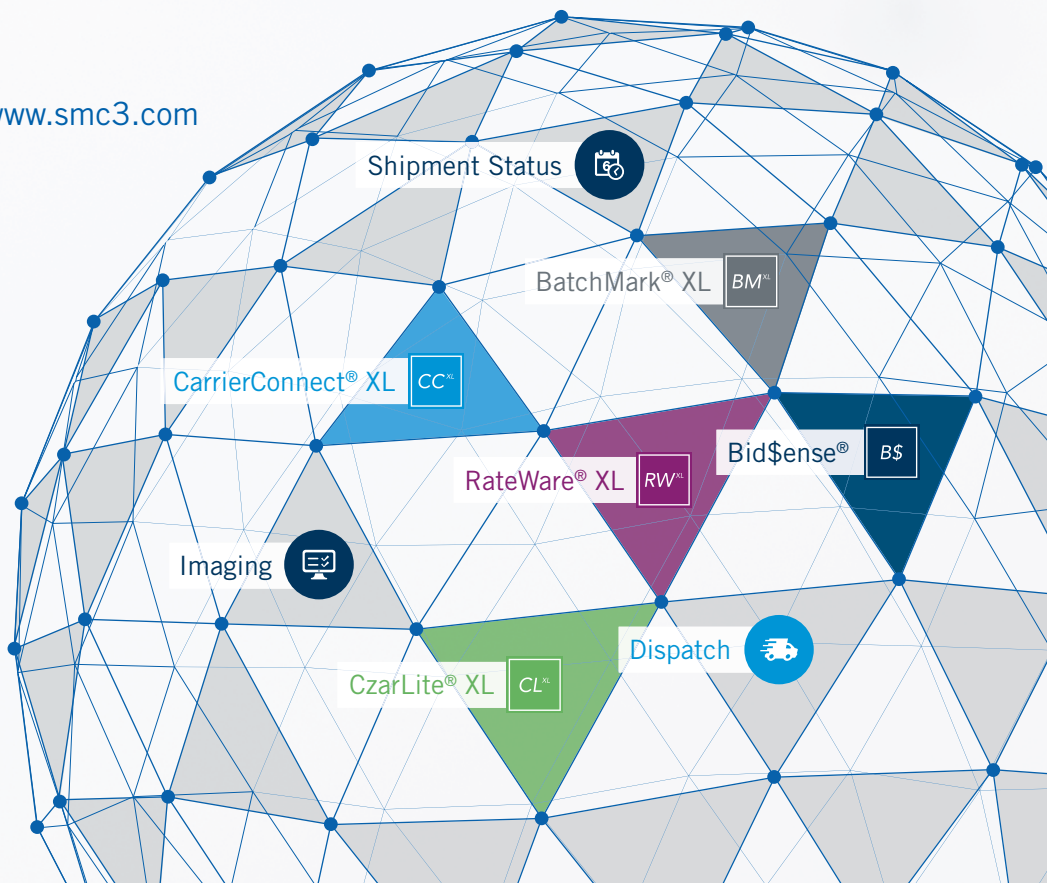 www.smc3.com
Shipment Status
6
BatchMark® XL BM XL
CarrierConnect® XL CC XL
Bid$ense® B$
RateWare® XL RW XL
Imaging
Dispatch
CzarLite® XL CL XL